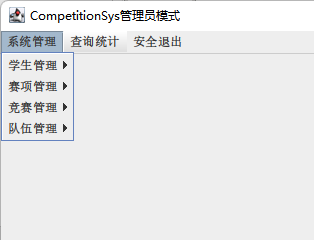 CompetitionSys管理员模式
系统管理 查询统计 安全退出
学生管理
赛项管理
竞赛管理
队伍管理